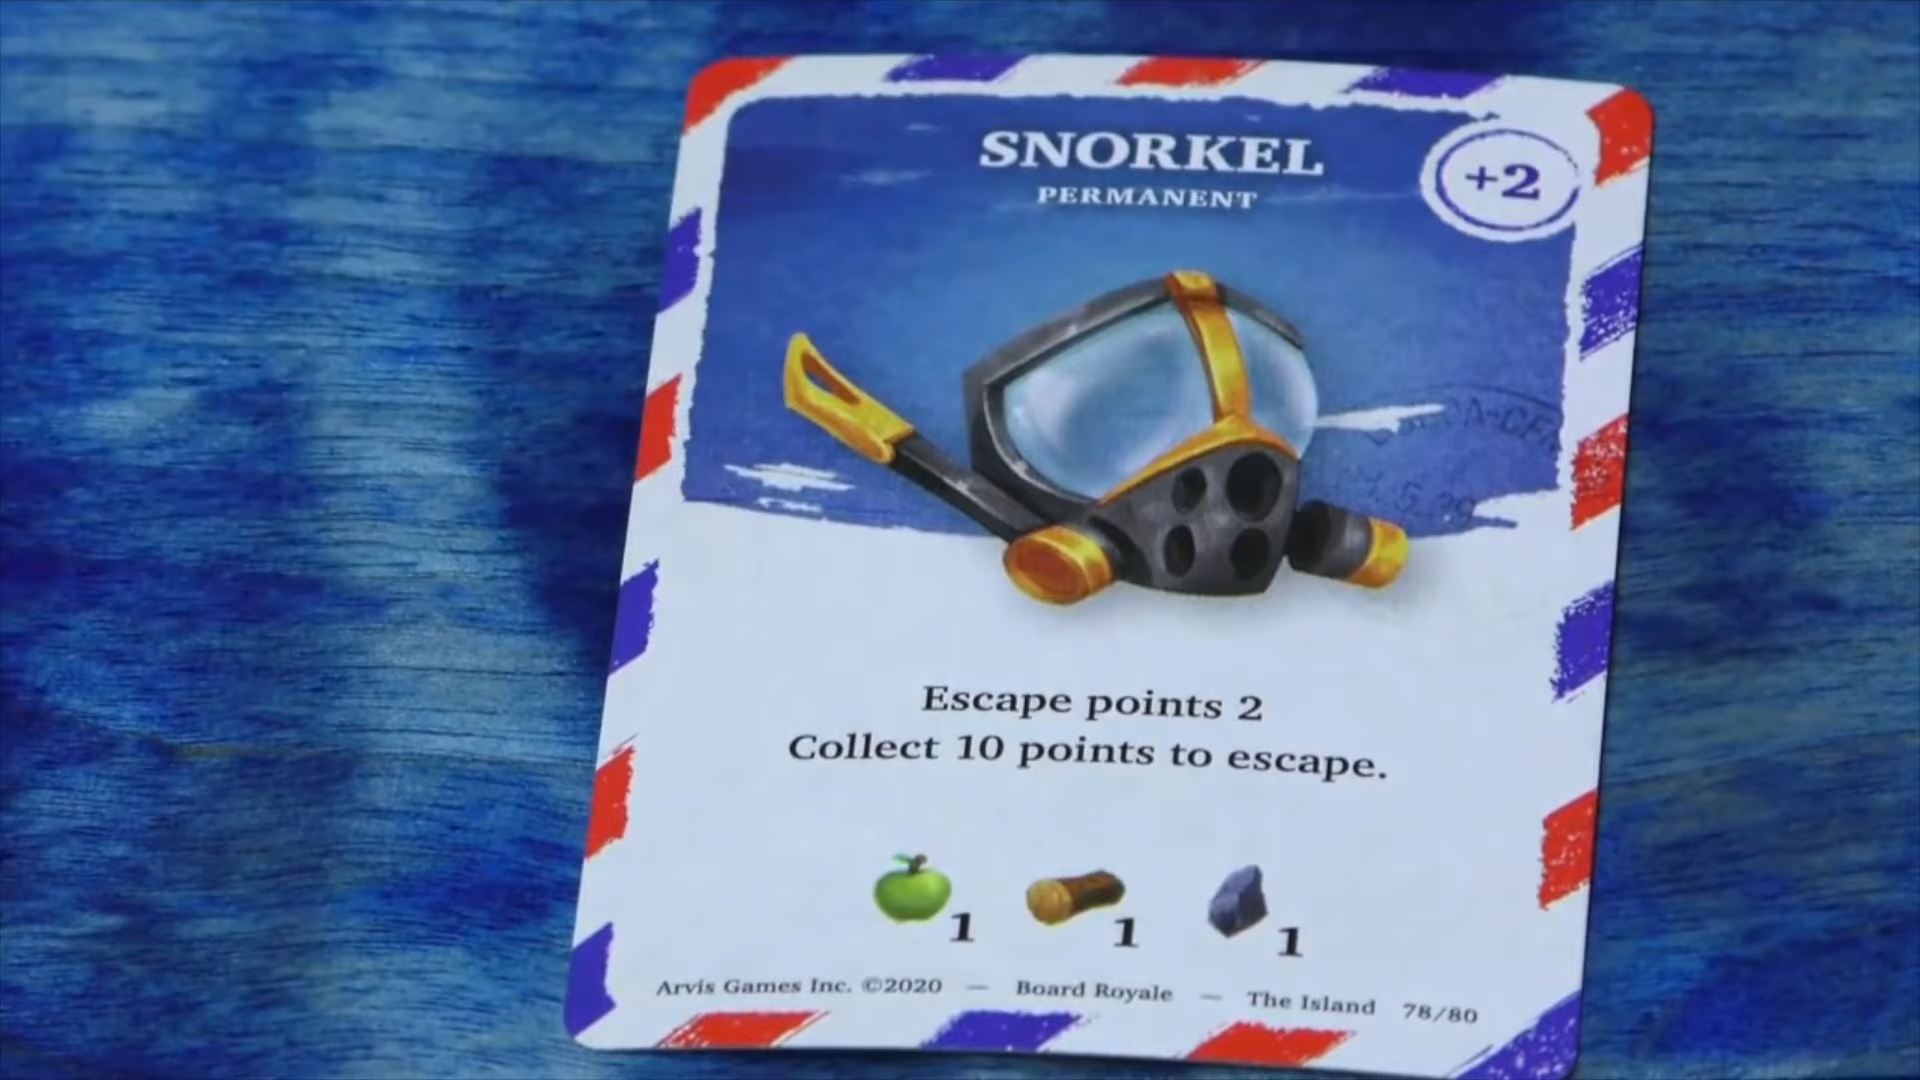 SNORKEL
PERMANENT
+2
Escape points 2
Collect 10 points to escape.
1 1 1
Arvis Games Inc. ©2020 — Board Royale — The Island 78/80